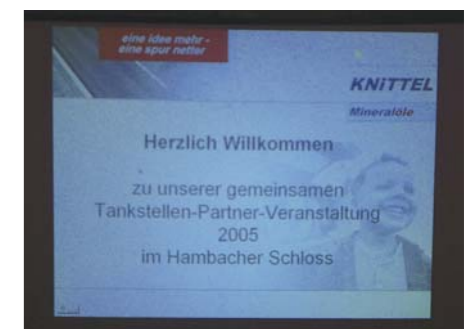 eine idee mehr -
eine spur netter
KNiTTEL
Mineralöle
Herzlich Willkommen
zu unserer gemeinsamen
Tankstellen-Partner-Veranstaltung
2005
im Hambacher Schloss